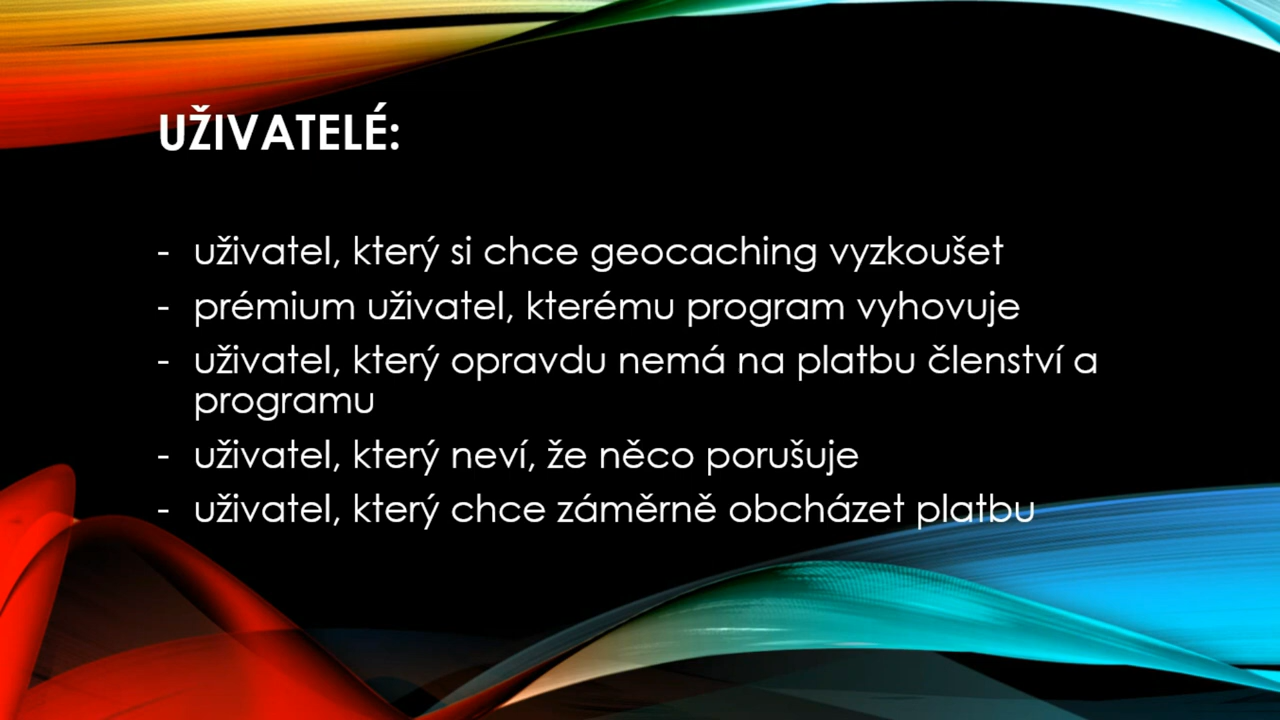 UŽIVATELÉ:
- uživatel, který si chce geocaching vyzkoušet
- prémium uživatel, kterému program vyhovuje
- uživatel, který opravdu nemá na platbu členství a
programu
- uživatel, který neví, že něco porušuje
- uživatel, který chce záměrně obcházet platbu